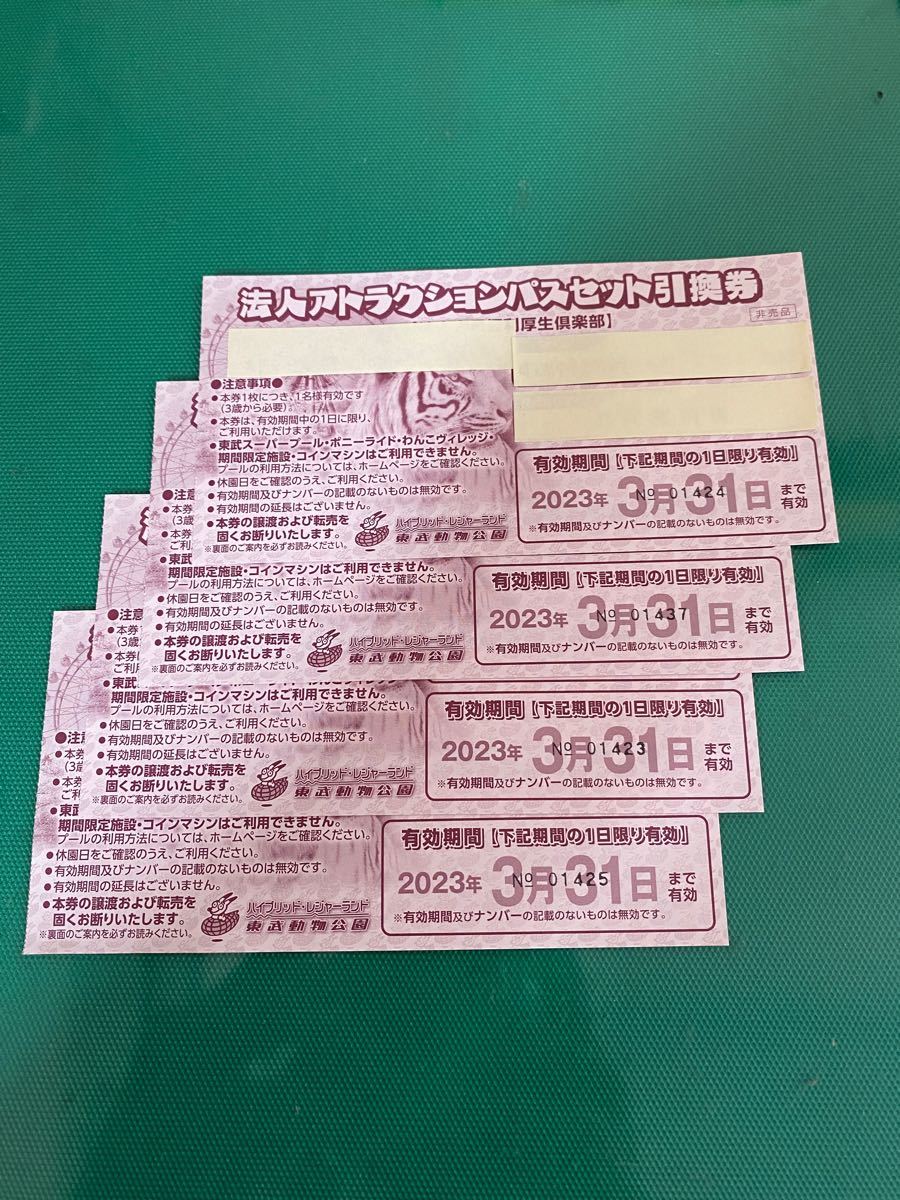 法人アトラクションパスセット引換券
非売品
厚生倶楽部】
●注意事項●
●本券1枚につき、1名様有効です
(3歳から必要)。
●本券は、有効期間中の1日に限り、
ご利用いただけます。
●東武スーパープール・ポニーライド・わんこヴィレッジ・
期間限定施設・コインマシンはご利用できません。
プールの利用方法については、ホームページをご確認ください。
●休園日をご確認のうえ、ご利用ください。
●有効期間及びナンバーの記載のないものは無効です。
●有効期間の延長はございません。
●本券の譲渡および転売を
固くお断りいたします。
※裏面のご案内を必ずお読みください。
ハイブリッド・レジャーランド
東武動物公園
有効期間【下記期間の1日限り有効】
2023年 3月31日 まで有効
№ 01424
※有効期間及びナンバーの記載のないものは無効です。
●注
●本券
(3歳
●本券
ご利
●東武
期間限定施設・コインマシンはご利用できません。
プールの利用方法については、ホームページをご確認ください。
●休園日をご確認のうえ、ご利用ください。
●有効期間及びナンバーの記載のないものは無効です。
●有効期間の延長はございません。
●本券の譲渡および転売を
固くお断りいたします。
※裏面のご案内を必ずお読みください。
ハイブリッド・レジャーランド
東武動物公園
有効期間【下記期間の1日限り有効】
2023年 3月31日 まで有効
№ 01437
※有効期間及びナンバーの記載のないものは無効です。
●注意
●本券
(3歳
●本券
ご利
●東武
期間限定施設・コインマシンはご利用できません。
プールの利用方法については、ホームページをご確認ください。
●休園日をご確認のうえ、ご利用ください。
●有効期間及びナンバーの記載のないものは無効です。
●有効期間の延長はございません。
●本券の譲渡および転売を
固くお断りいたします。
※裏面のご案内を必ずお読みください。
ハイブリッド・レジャーランド
東武動物公園
有効期間【下記期間の1日限り有効】
2023年 3月31日 まで有効
№ 01423
※有効期間及びナンバーの記載のないものは無効です。
●注
●本券
(3歳
●本券
ご利
●東武
期間限定施設・コインマシンはご利用できません。
プールの利用方法については、ホームページをご確認ください。
●休園日をご確認のうえ、ご利用ください。
●有効期間及びナンバーの記載のないものは無効です。
●有効期間の延長はございません。
●本券の譲渡および転売を
固くお断りいたします。
※裏面のご案内を必ずお読みください。
ハイブリッド・レジャーランド
東武動物公園
有効期間【下記期間の1日限り有効】
2023年 3月31日 まで有効
№ 01425
※有効期間及びナンバーの記載のないものは無効です。